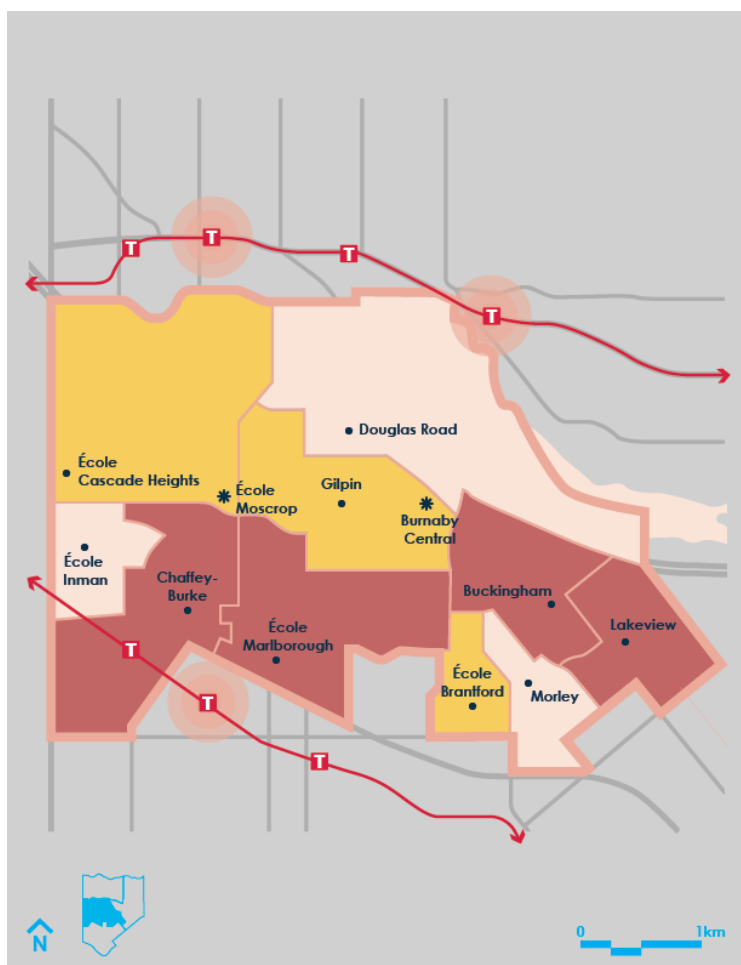 T
T
T
T
Douglas Road
École
Cascade Heights
École
Moscrop
Gilpin
Burnaby
Central
École
Inman
Chaffey-
Burke
Buckingham
École
Marlborough
Lakeview
École
Brantford
Morley
T
T
T
N
0
1km